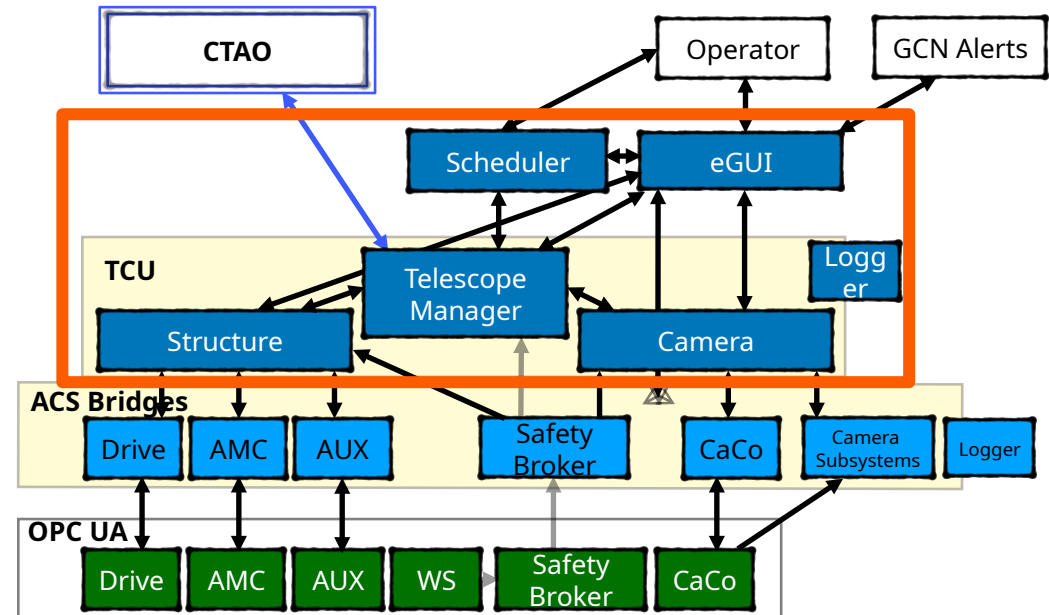 CTAO
Operator
GCN Alerts
Scheduler
eGUI
TCU
Telescope
Manager
Logg
er
Structure
Camera
ACS Bridges
Drive
AMC
AUX
Safety
Broker
CaCo
Camera
Subsystems
Logger
OPC UA
Drive
AMC
AUX
WS
Safety
Broker
CaCo